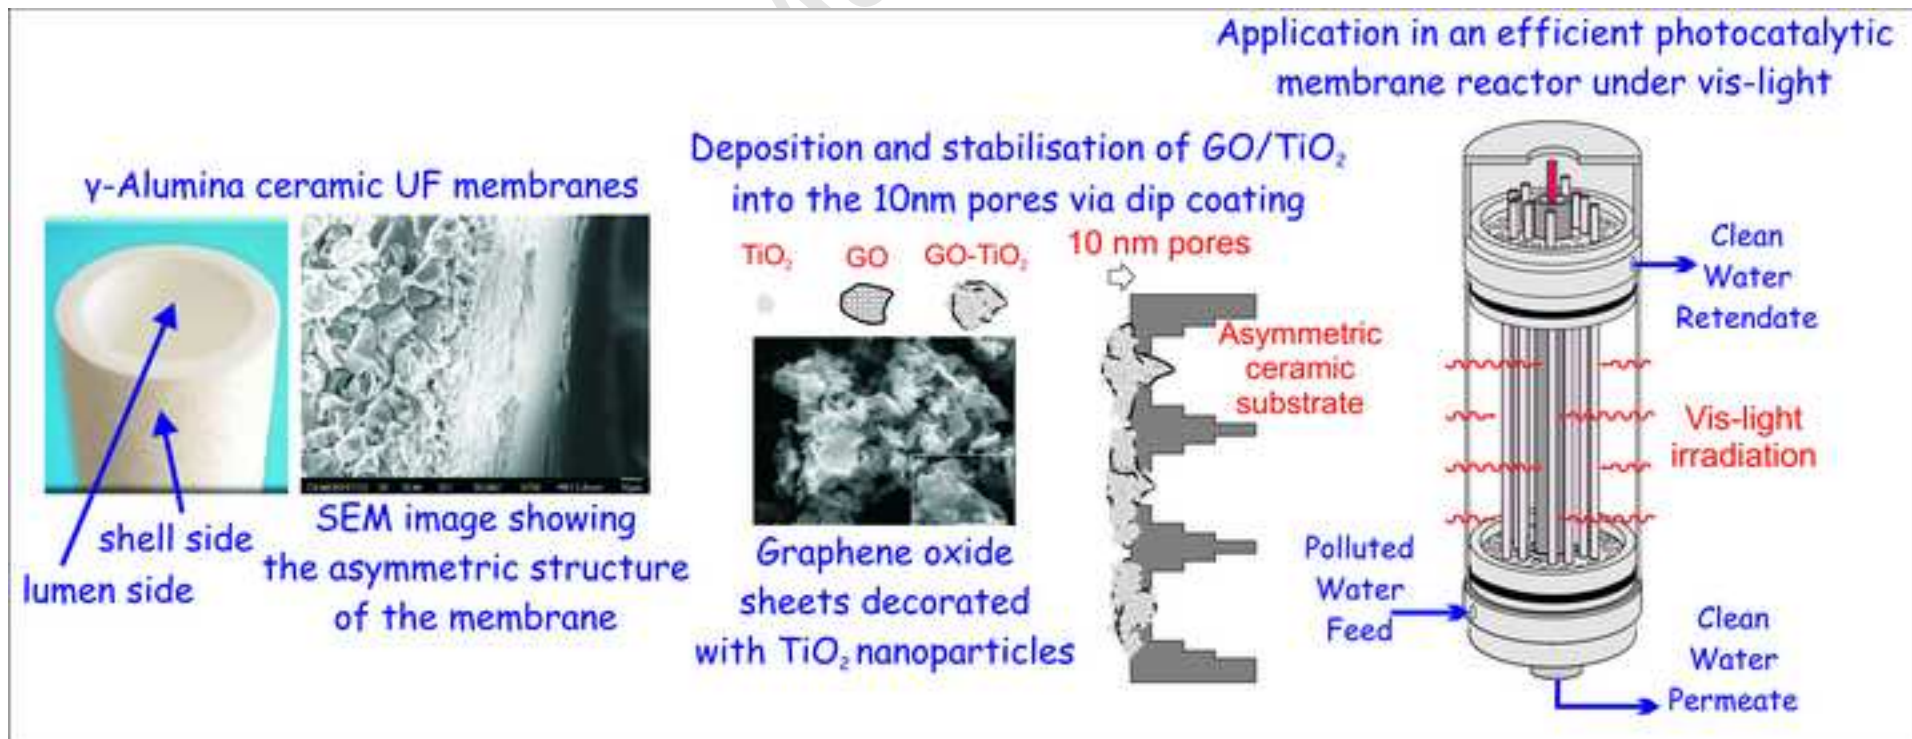 Application in an efficient photocatalytic
membrane reactor under vis-light
γ-Alumina ceramic UF membranes
shell side
lumen side
SEM image showing
the asymmetric structure
of the membrane
Deposition and stabilisation of GO/TiO₂
into the 10nm pores via dip coating
TiO₂
GO
GO-TiO₂
10 nm pores
Asymmetric
ceramic
substrate
Graphene oxide
sheets decorated
with TiO₂ nanoparticles
Clean
Water
Retendate
Vis-light
irradiation
Polluted
Water
Feed
Clean
Water
Permeate